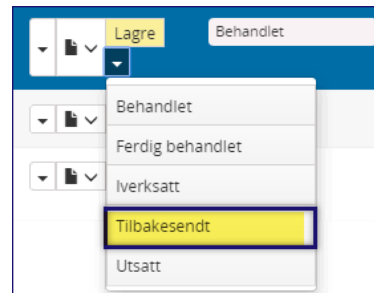 Lagre
Behandlet
Behandlet
Ferdig behandlet
Iverksatt
Tilbakesendt
Utsatt